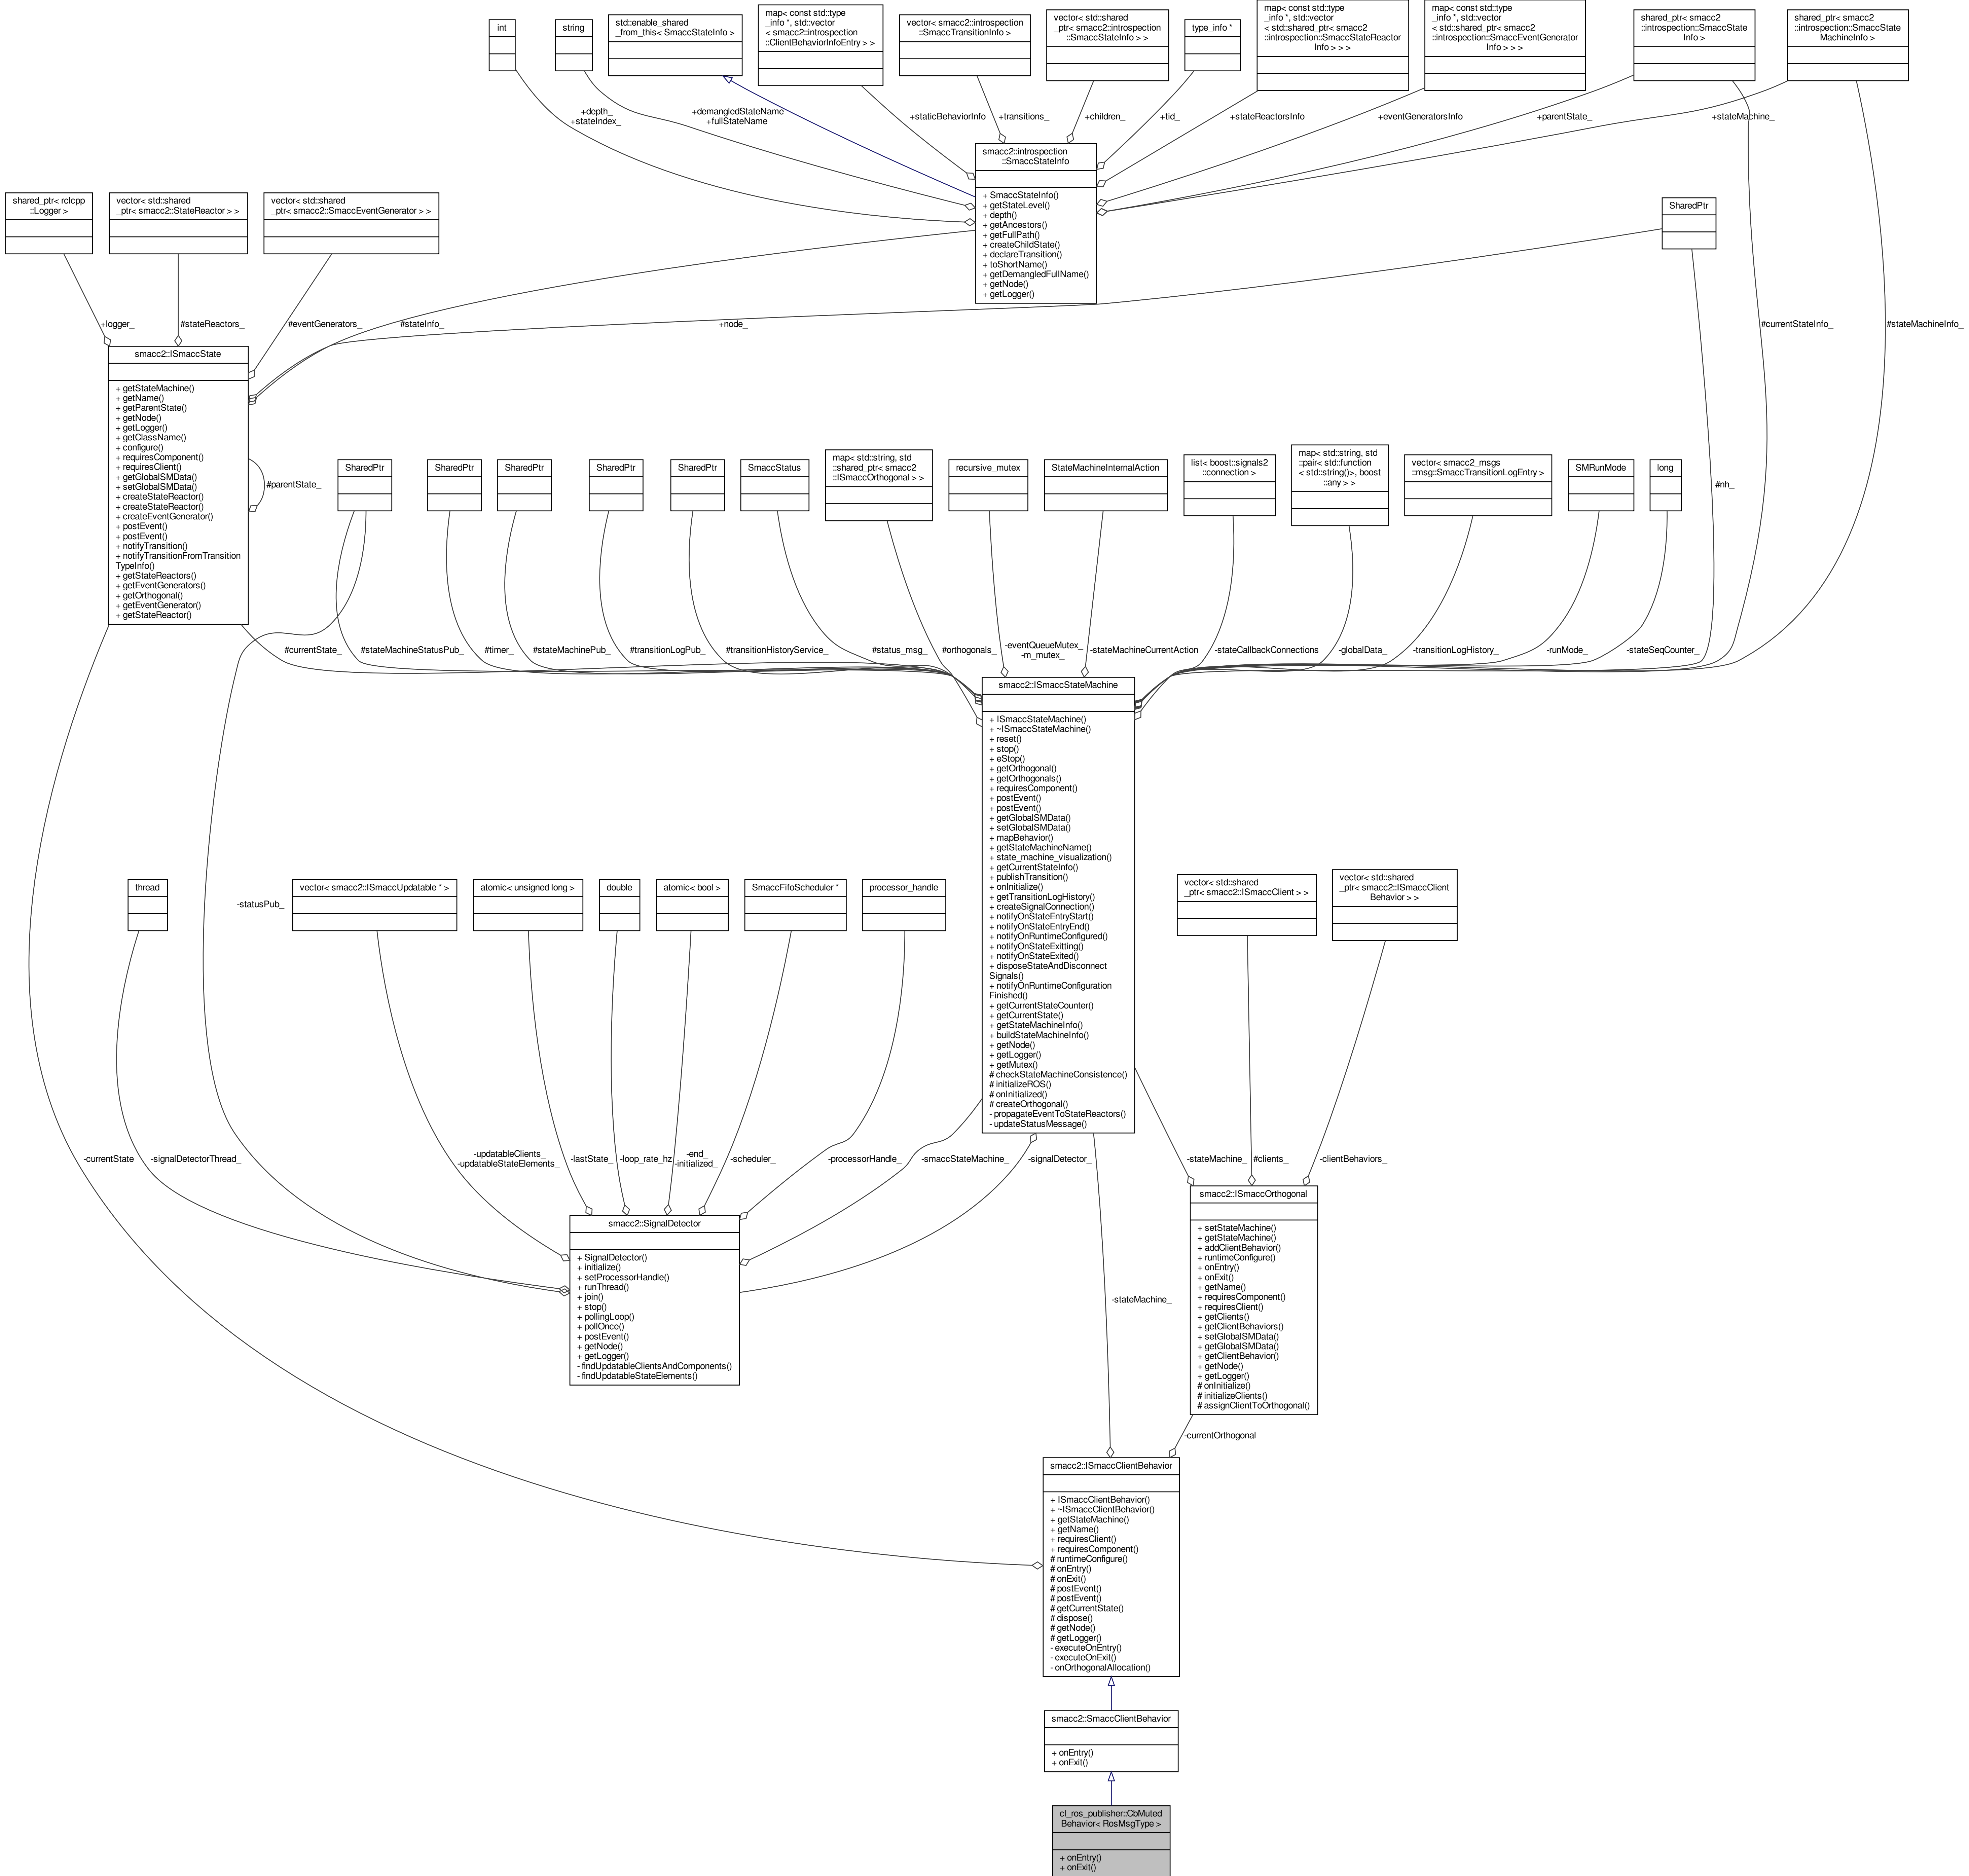 int
string
std::enable_shared
_from_this< SmaccStateInfo >
map< const std::type
_info *, std::vector
< smacc2::introspection
::ClientBehaviorInfoEntry > >
vector< smacc2::introspection
::SmaccTransitionInfo >
vector< std::shared
_ptr< smacc2::introspection
::SmaccStateInfo > >
type_info *
map< const std::type
_info *, std::vector
< std::shared_ptr< smacc2
::introspection::SmaccStateReactor
Info > > >
map< const std::type
_info *, std::vector
< std::shared_ptr< smacc2
::introspection::SmaccEventGenerator
Info > > >
shared_ptr< smacc2
::introspection::SmaccState
Info >
shared_ptr< smacc2
::introspection::SmaccState
MachineInfo >
+depth_
+stateIndex_
+demangledStateName
+fullStateName
+staticBehaviorInfo
+transitions_
+children_
+tid_
+stateReactorsInfo
+eventGeneratorsInfo
+parentState_
+stateMachine_
smacc2::introspection
::SmaccStateInfo
+ SmaccStateInfo()
+ getStateLevel()
+ depth()
+ getAncestors()
+ getFullPath()
+ createChildState()
+ declareTransition()
+ toShortName()
+ getDemangledFullName()
+ getNode()
+ getLogger()
shared_ptr< rclcpp
::Logger >
vector< std::shared
_ptr< smacc2::StateReactor > >
vector< std::shared
_ptr< smacc2::SmaccEventGenerator > >
SharedPtr
+logger_
#stateReactors_
#eventGenerators_
#stateInfo_
+node_
#currentStateInfo_
#stateMachineInfo_
smacc2::ISmaccState
+ getStateMachine()
+ getName()
+ getParentState()
+ getNode()
+ getLogger()
+ getClassName()
+ configure()
+ requiresComponent()
+ requiresClient()
+ getGlobalSMData()
+ setGlobalSMData()
+ createStateReactor()
+ createStateReactor()
+ createEventGenerator()
+ postEvent()
+ postEvent()
+ notifyTransition()
+ notifyTransitionFromTransition
TypeInfo()
+ getStateReactors()
+ getEventGenerators()
+ getOrthogonal()
+ getEventGenerator()
+ getStateReactor()
#parentState_
SharedPtr
SharedPtr
SharedPtr
SharedPtr
SharedPtr
SmaccStatus
map< std::string, std
::shared_ptr< smacc2
::ISmaccOrthogonal > >
recursive_mutex
StateMachineInternalAction
list< boost::signals2
::connection >
map< std::string, std
::pair< std::function
< std::string()>, boost
::any > >
vector< smacc2_msgs
::msg::SmaccTransitionLogEntry >
SMRunMode
long
#nh_
#currentState_
#stateMachineStatusPub_
#timer_
#stateMachinePub_
#transitionLogPub_
#transitionHistoryService_
#status_msg_
#orthogonals_
-eventQueueMutex_
-m_mutex_
-stateMachineCurrentAction
-stateCallbackConnections
-globalData_
-transitionLogHistory_
-runMode_
-stateSeqCounter_
smacc2::ISmaccStateMachine
+ ISmaccStateMachine()
+ ~ISmaccStateMachine()
+ reset()
+ stop()
+ eStop()
+ getOrthogonal()
+ getOrthogonals()
+ requiresComponent()
+ postEvent()
+ postEvent()
+ getGlobalSMData()
+ setGlobalSMData()
+ mapBehavior()
+ getStateMachineName()
+ state_machine_visualization()
+ getCurrentStateInfo()
+ publishTransition()
+ onInitialize()
+ getTransitionLogHistory()
+ createSignalConnection()
+ notifyOnStateEntryStart()
+ notifyOnStateEntryEnd()
+ notifyOnRuntimeConfigured()
+ notifyOnStateExitting()
+ notifyOnStateExited()
+ disposeStateAndDisconnect
Signals()
+ notifyOnRuntimeConfiguration
Finished()
+ getCurrentStateCounter()
+ getCurrentState()
+ getStateMachineInfo()
+ buildStateMachineInfo()
+ getNode()
+ getLogger()
+ getMutex()
# checkStateMachineConsistence()
# initializeROS()
# onInitialized()
# createOrthogonal()
- propagateEventToStateReactors()
- updateStatusMessage()
thread
-statusPub_
vector< smacc2::ISmaccUpdatable * >
atomic< unsigned long >
double
atomic< bool >
SmaccFifoScheduler *
processor_handle
vector< std::shared
_ptr< smacc2::ISmaccClient > >
vector< std::shared
_ptr< smacc2::ISmaccClient
Behavior > >
-currentState
-signalDetectorThread_
-updatableClients_
-updatableStateElements_
-lastState_
-loop_rate_hz
-end_
-initialized_
-scheduler_
-processorHandle_
-smaccStateMachine_
-signalDetector_
-stateMachine_
#clients_
-clientBehaviors_
smacc2::SignalDetector
+ SignalDetector()
+ initialize()
+ setProcessorHandle()
+ runThread()
+ join()
+ stop()
+ pollingLoop()
+ pollOnce()
+ postEvent()
+ getNode()
+ getLogger()
- findUpdatableClientsAndComponents()
- findUpdatableStateElements()
smacc2::ISmaccOrthogonal
+ setStateMachine()
+ getStateMachine()
+ addClientBehavior()
+ runtimeConfigure()
+ onEntry()
+ onExit()
+ getName()
+ requiresComponent()
+ requiresClient()
+ getClients()
+ getClientBehaviors()
+ setGlobalSMData()
+ getGlobalSMData()
+ getClientBehavior()
+ getNode()
+ getLogger()
# onInitialize()
# initializeClients()
# assignClientToOrthogonal()
-stateMachine_
-currentOrthogonal
smacc2::ISmaccClientBehavior
+ ISmaccClientBehavior()
+ ~ISmaccClientBehavior()
+ getStateMachine()
+ getName()
+ requiresClient()
+ requiresComponent()
# runtimeConfigure()
# onEntry()
# onExit()
# postEvent()
# postEvent()
# getCurrentState()
# dispose()
# getNode()
# getLogger()
- executeOnEntry()
- executeOnExit()
- onOrthogonalAllocation()
smacc2::SmaccClientBehavior
+ onEntry()
+ onExit()
cl_ros_publisher::CbMuted
Behavior< RosMsgType >
+ onEntry()
+ onExit()